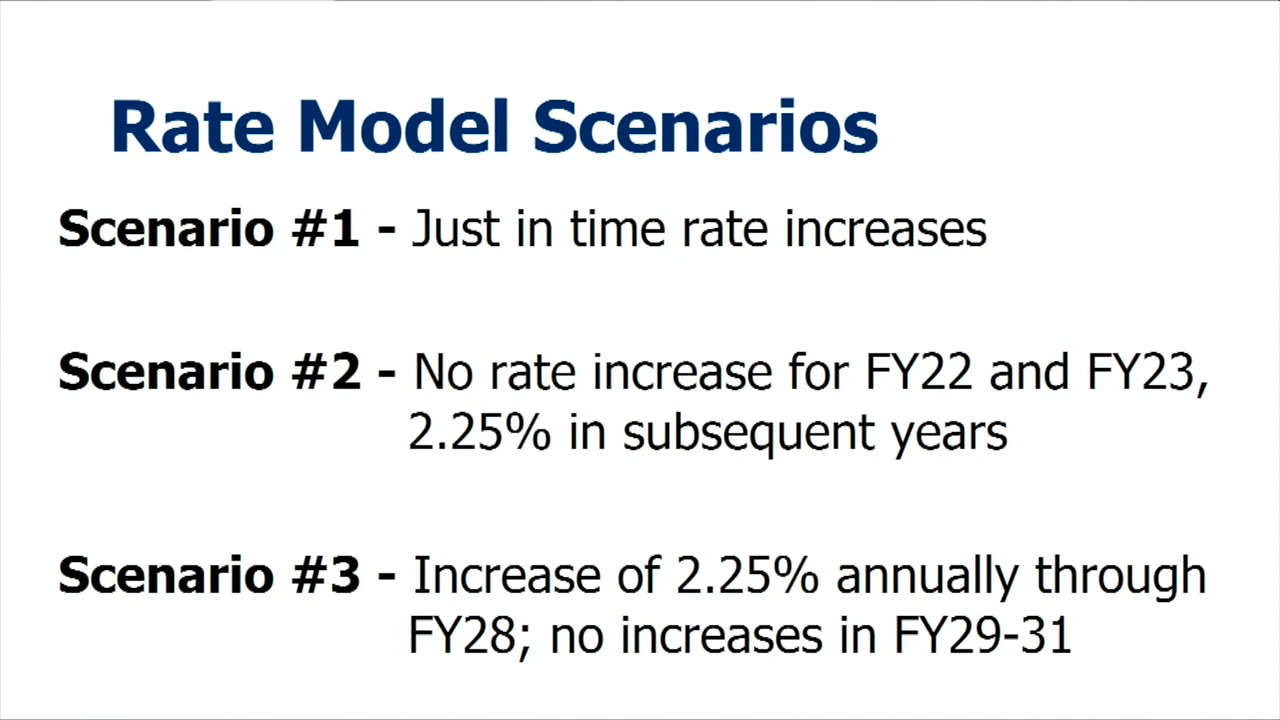 Rate Model Scenarios
Scenario #1 - Just in time rate increases
Scenario #2 - No rate increase for FY22 and FY23,
2.25% in subsequent years
Scenario #3 - Increase of 2.25% annually through
FY28; no increases in FY29-31